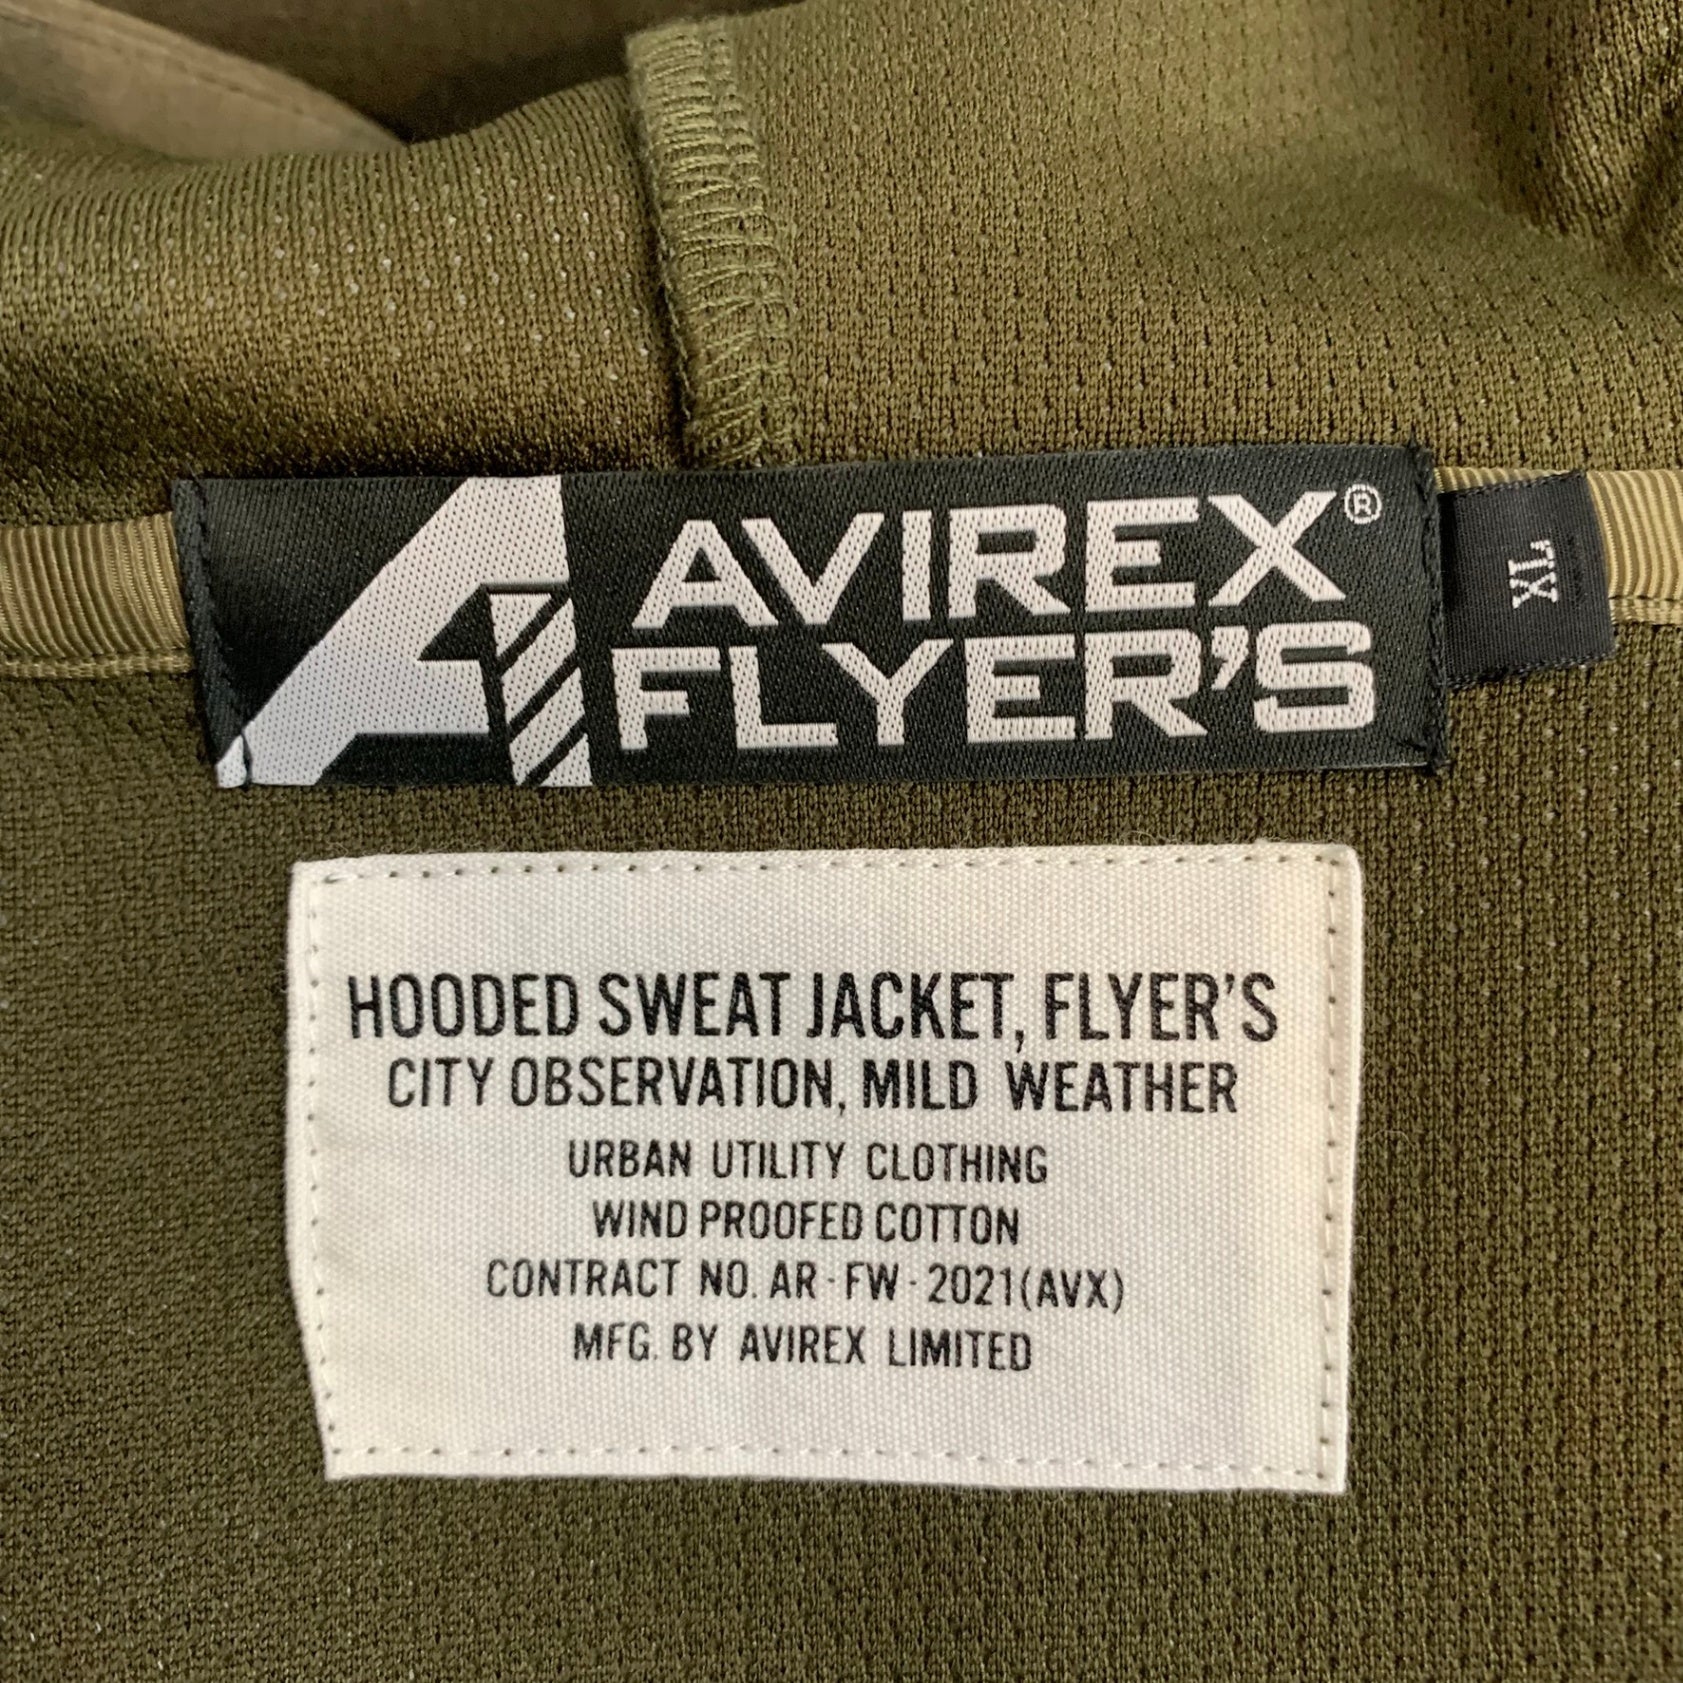 AVIREX®
FLYER'S
XL
HOODED SWEAT JACKET, FLYER'S
CITY OBSERVATION, MILD WEATHER
URBAN UTILITY CLOTHING
WIND PROOFED COTTON
CONTRACT NO. AR-FW-2021(AVX)
MFG. BY AVIREX LIMITED